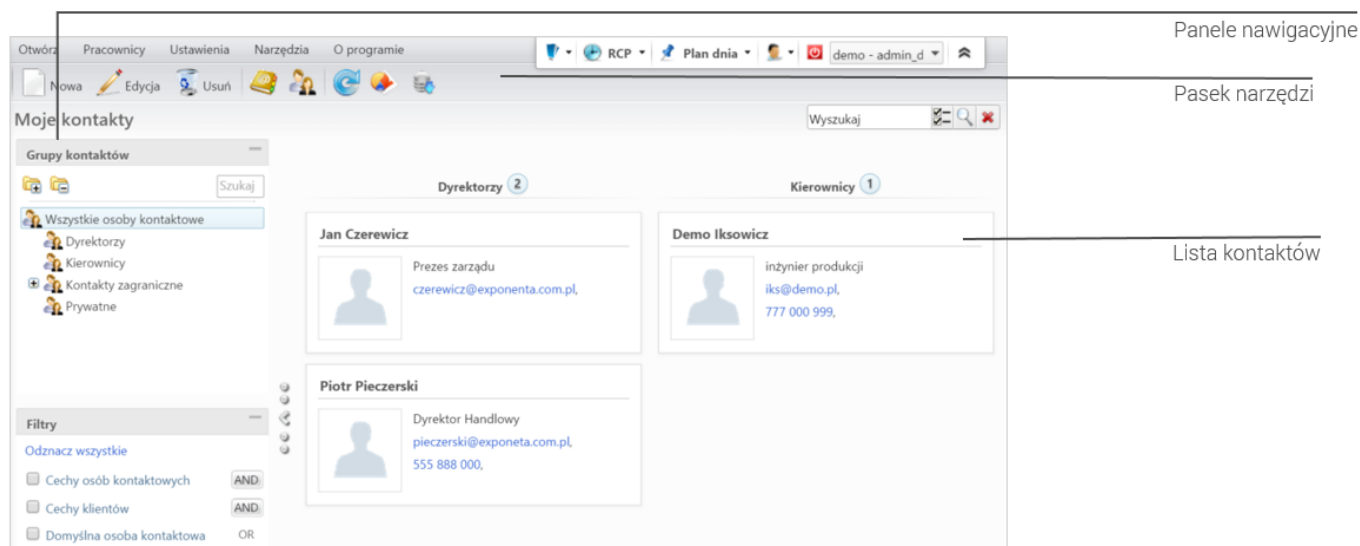 Panele nawigacyjne
Otwórz Pracownicy Ustawienia Narzędzia O programie
RCP Plan dnia demo - admin_d
Nowa Edycja Usuń
Pasek narzędzi
Moje kontakty
Wyszukaj
Grupy kontaktów
Szukaj
Dyrektorzy 2
Kierownicy 1
Wszystkie osoby kontaktowe
Dyrektorzy
Kierownicy
Kontakty zagraniczne
Prywatne
Jan Czerewicz
Prezes zarządu
czerewicz@exponenta.com.pl,
Demo Iksowicz
inżynier produkcji
iks@demo.pl,
777 000 999,
Lista kontaktów
Piotr Pieczerski
Dyrektor Handlowy
pieczerski@exponeta.com.pl,
555 888 000,
Filtry
Odznacz wszystkie
Cechy osób kontaktowych AND
Cechy klientów AND
Domyślna osoba kontaktowa OR